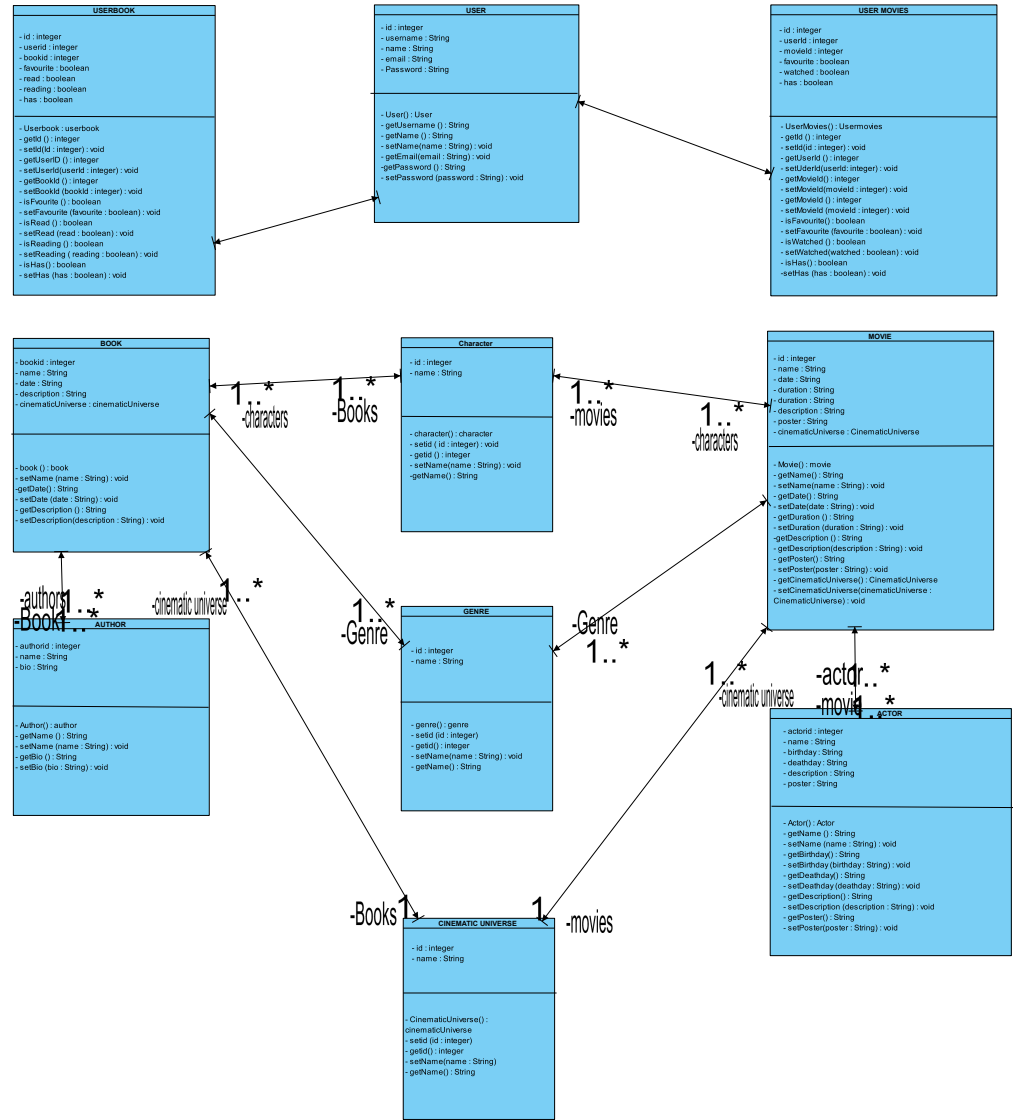 USERBOOK
- id : integer
- userid : integer
- bookid : integer
- favourite : boolean
- read : boolean
- reading : boolean
- has : boolean
- Userbook : userbook
- getId () : integer
- setId(Id : integer) : void
- getUserID () : integer
- setUserId(userId : integer) : void
- getBookId () : integer
- setBookId (bookId : integer) : void
- isFvourite () : boolean
- setFavourite (favourite : boolean) : void
- isRead () : boolean
- setRead (read : boolean) : void
- isReading () : boolean
- setReading ( reading : boolean) : void
- isHas() : boolean
- setHas (has : boolean) : void
USER
- id : integer
- username : String
- name : String
- email : String
- Password : String
- User() : User
- getUsername () : String
- getName () : String
- setName(name : String) : void
- getEmail(email : String) : void
-getPassword () : String
- setPassword (password : String) : void
USER MOVIES
- id : integer
- userId : integer
- movieId : integer
- favourite : boolean
- watched : boolean
- has : boolean
- UserMovies() : Usermovies
- getId () : integer
- setId(id : integer) : void
- getUserId () : integer
- setUderId(userId: integer) : void
- getMovieId() : integer
- setMovieId(movieId : integer) : void
- getMovieId () : integer
- setMovieId (movieId : integer) : void
- isFavourite() : boolean
- setFavourite (favourite : boolean) : void
- isWatched () : boolean
- setWatched(watched : boolean) : void
- isHas() : boolean
-setHas (has : boolean) : void
BOOK
- bookid : integer
- name : String
- date : String
- description : String
- cinematicUniverse : cinematicUniverse
- book () : book
- setName (name : String) : void
-getDate() : String
- setDate (date : String) : void
- getDescription () : String
- setDescription(description : String) : void
1..*
-characters
1..*
-Books
Character
- id : integer
- name : String
- character() : character
- setid ( id : integer) : void
- getid () : integer
- setName(name : String) : void
-getName() : String
1..*
-movies
1..*
-characters
MOVIE
- id : integer
- name : String
- date : String
- duration : String
- duration : String
- description : String
- poster : String
- cinematicUniverse : CinematicUniverse
- Movie() : movie
- getName() : String
- setName(name : String) : void
- getDate() : String
- setDate(date : String) : void
- getDuration () : String
- setDuration (duration : String) : void
-getDescription () : String
- getDescription(description : String) : void
- getPoster() : String
- setPoster(poster : String) : void
- getCinematicUniverse() : CinematicUniverse
- setCinematicUniverse(cinematicUniverse :
CinematicUniverse) : void
-authors
1..*
-Book
1..*
1..*
-cinematic universe
1..*
-Genre
-Genre
1..*
1..*
-cinematic universe
-actor
1..*
-movie
1..*
AUTHOR
- authorid : integer
- name : String
- bio : String
- Author() : author
- getName () : String
- setName (name : String) : void
- getBio () : String
- setBio (bio : String) : void
GENRE
- id : integer
- name : String
- genre() : genre
- setid (id : integer)
- getid() : integer
- setName(name : String) : void
- getName() : String
ACTOR
- actorid : integer
- name : String
- birthday : String
- deathday : String
- description : String
- poster : String
- Actor() : Actor
- getName () : String
- setName (name : String) : void
- getBirthday() : String
- setBirthday (birthday : String) : void
- getDeathday() : String
- setDeathday (deathday : String) : void
- getDescription() : String
- setDescription (description : String) : void
- getPoster() : String
- setPoster(poster : String) : void
-Books
1
1
-movies
CINEMATIC UNIVERSE
- id : integer
- name : String
- CinematicUniverse() :
cinematicUniverse
- setid (id : integer)
- getid() : integer
- setName(name : String)
- getName() : String